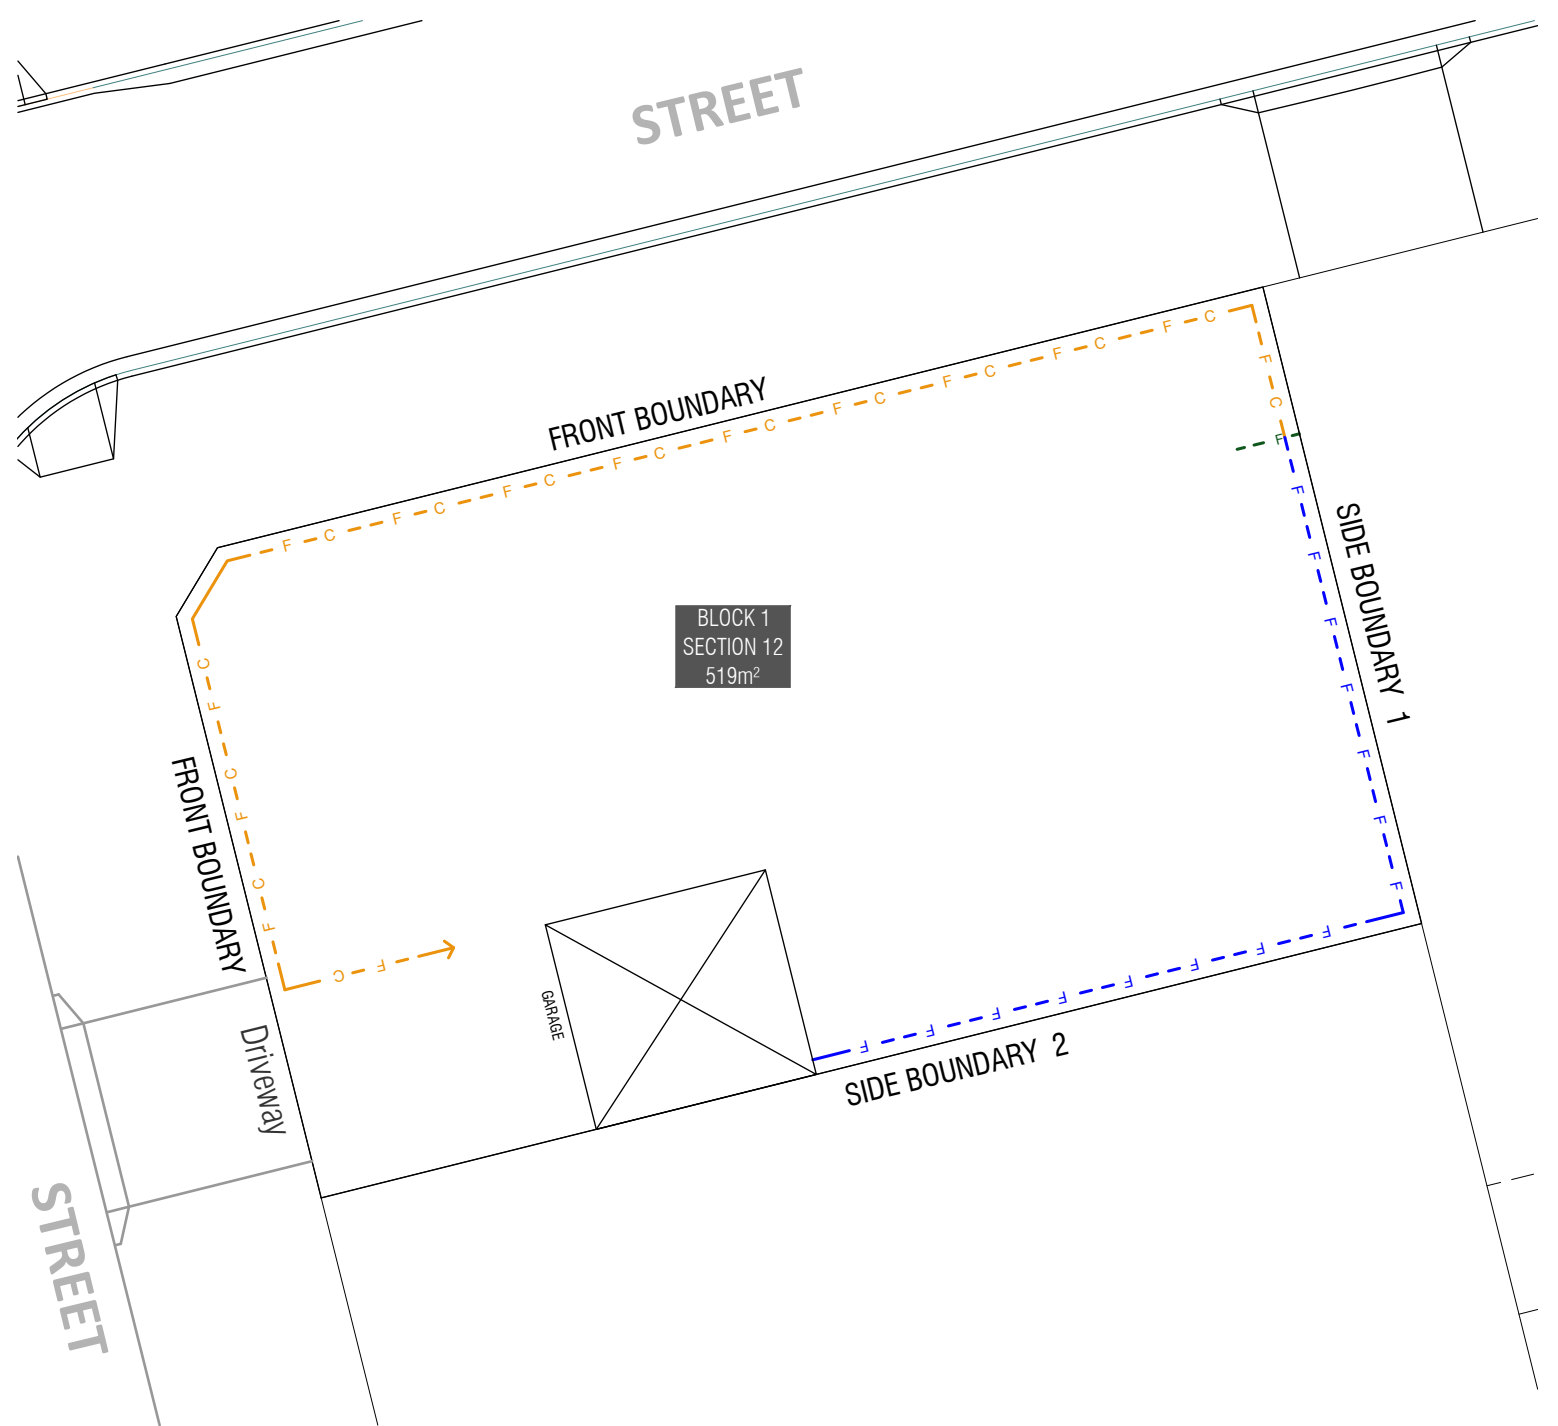 STREET
FRONT BOUNDARY
F C F C F C F C F C F C F C F C F C
F C
F
F F F F F F F
SIDE BOUNDARY 1
BLOCK 1
SECTION 12
519m²
C F C F C F
FRONT BOUNDARY
C F
GARAGE
F F F F F F F F
SIDE BOUNDARY 2
Driveway
STREET